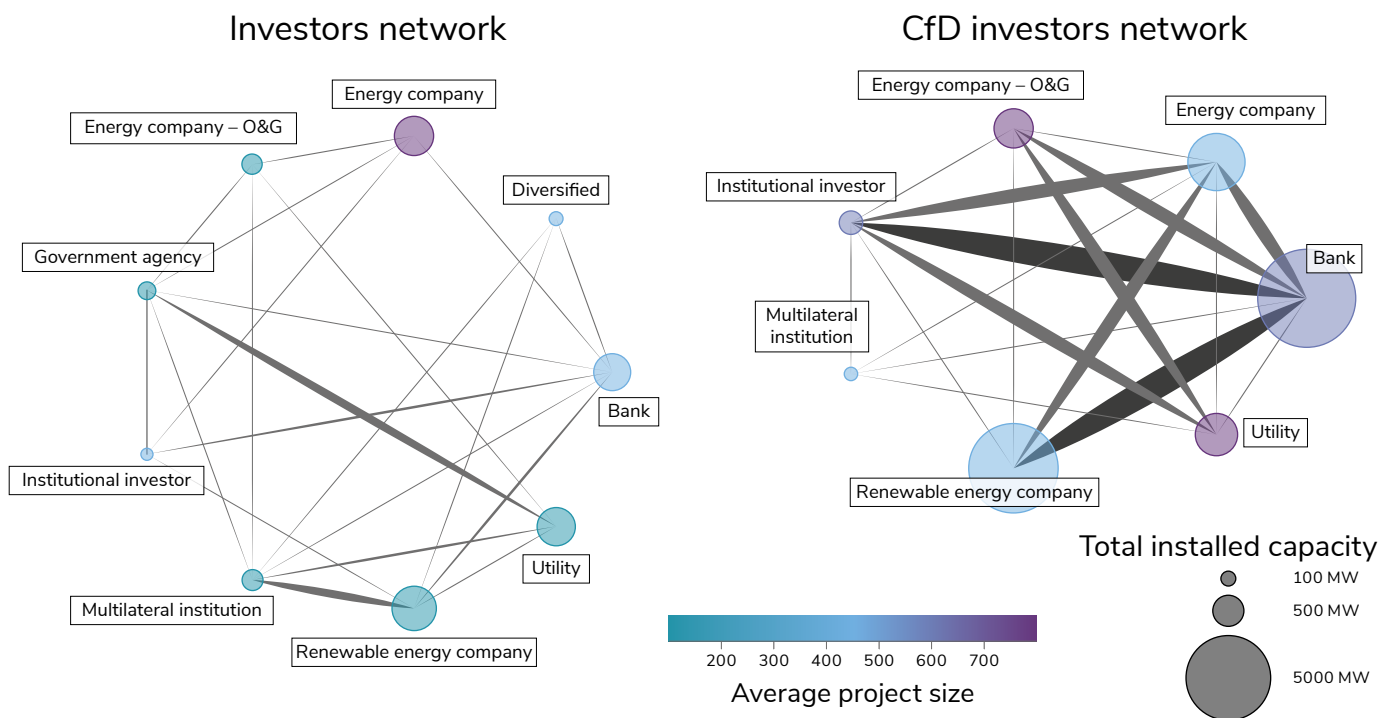 Investors network
Energy company
Energy company – O&G
Diversified
Government agency
Bank
Institutional investor
Utility
Multilateral institution
Renewable energy company
CfD investors network
Energy company – O&G
Energy company
Institutional investor
Bank
Multilateral
institution
Utility
Renewable energy company
200 300 400 500 600 700
Average project size
Total installed capacity
100 MW
500 MW
5000 MW